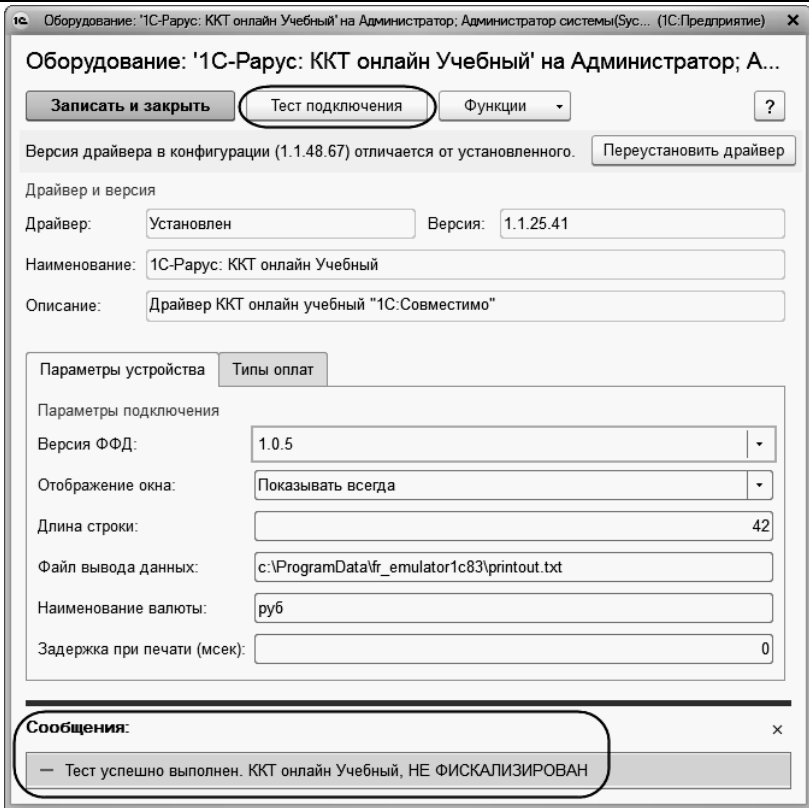 1С Оборудование: '1С-Рарус: ККТ онлайн Учебный' на Администратор; Администратор системы(Syc... (1С:Предприятие) ×
Оборудование: '1С-Рарус: ККТ онлайн Учебный' на Администратор; А...
Записать и закрыть Тест подключения Функции ?
Версия драйвера в конфигурации (1.1.48.67) отличается от установленного. Переустановить драйвер
Драйвер и версия
Драйвер: Установлен Версия: 1.1.25.41
Наименование: 1С-Рарус: ККТ онлайн Учебный
Описание: Драйвер ККТ онлайн учебный "1С:Совместимо"
Параметры устройства Типы оплат
Параметры подключения
Версия ФФД: 1.0.5
Отображение окна: Показывать всегда
Длина строки: 42
Файл вывода данных: c:\ProgramData\fr_emulator1c83\printout.txt
Наименование валюты: руб
Задержка при печати (мсек): 0
Сообщения: ×
— Тест успешно выполнен. ККТ онлайн Учебный, НЕ ФИСКАЛИЗИРОВАН